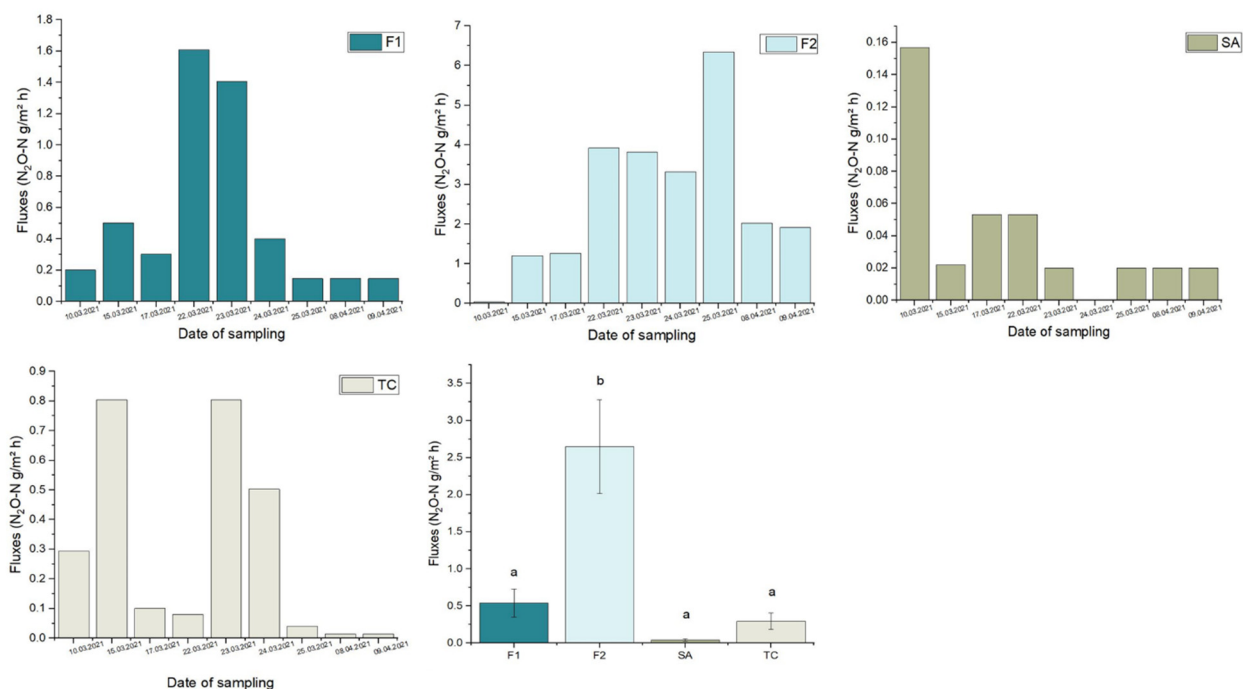 F1
Fluxes (N₂O-N g/m² h)
1.8
1.6
1.4
1.2
1.0
0.8
0.6
0.4
0.2
0.0
10.03.2021 15.03.2021 17.03.2021 22.03.2021 23.03.2021 24.03.2021 25.03.2021 08.04.2021 09.04.2021
Date of sampling
F2
Fluxes (N₂O-N g/m² h)
7
6
5
4
3
2
1
0
10.03.2021 15.03.2021 17.03.2021 22.03.2021 23.03.2021 24.03.2021 25.03.2021 08.04.2021 09.04.2021
Date of sampling
SA
Fluxes (N₂O-N g/m² h)
0.16
0.14
0.12
0.10
0.08
0.06
0.04
0.02
0.00
10.03.2021 15.03.2021 17.03.2021 22.03.2021 23.03.2021 24.03.2021 25.03.2021 08.04.2021 09.04.2021
Date of sampling
TC
Fluxes (N₂O-N g/m² h)
0.9
0.8
0.7
0.6
0.5
0.4
0.3
0.2
0.1
0.0
10.03.2021 15.03.2021 17.03.2021 22.03.2021 23.03.2021 24.03.2021 25.03.2021 08.04.2021 09.04.2021
Date of sampling
Fluxes (N₂O-N g/m² h)
3.5
3.0
2.5
2.0
1.5
1.0
0.5
0.0
a
b
a
a
F1 F2 SA TC